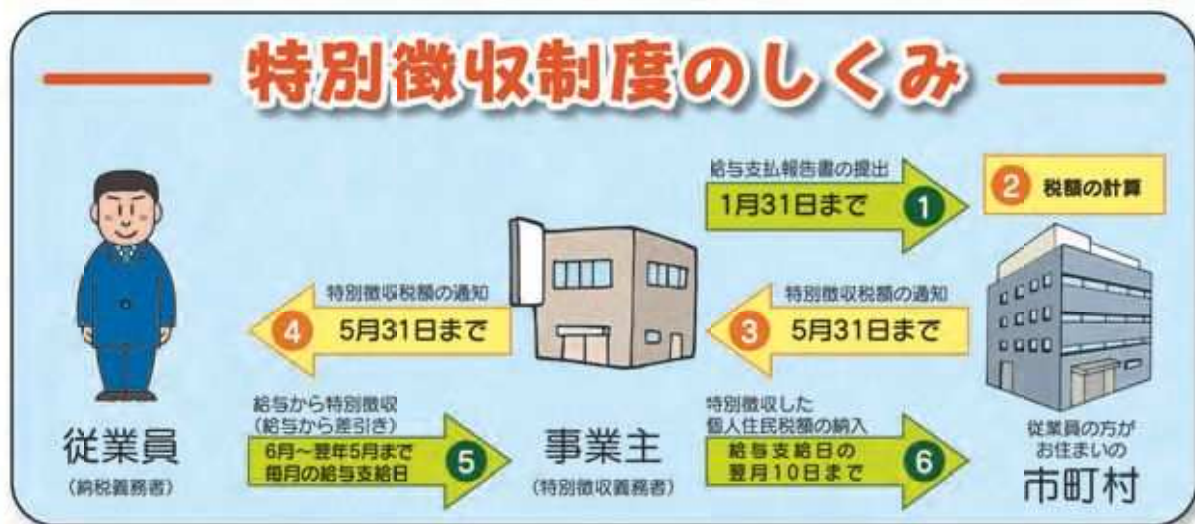 特別徴収制度のしくみ
給与支払報告書の提出
1月31日まで
1
2
税額の計算
特別徴収税額の通知
4
5月31日まで
特別徴収税額の通知
3
5月31日まで
給与から特別徴収
(給与から差引き)
6月~翌年5月まで
毎月の給与支給日
5
特別徴収した
個人住民税額の納入
給与支給日の
翌月10日まで
6
従業員
(納税義務者)
事業主
(特別徴収義務者)
従業員の方が
お住まいの
市町村